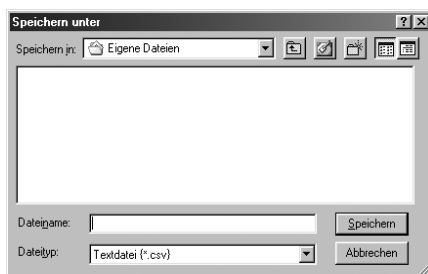 Speichern unter
Speichern in: Eigene Dateien
Dateiname:
Speichern
Dateityp: Textdatei (*.csv)
Abbrechen